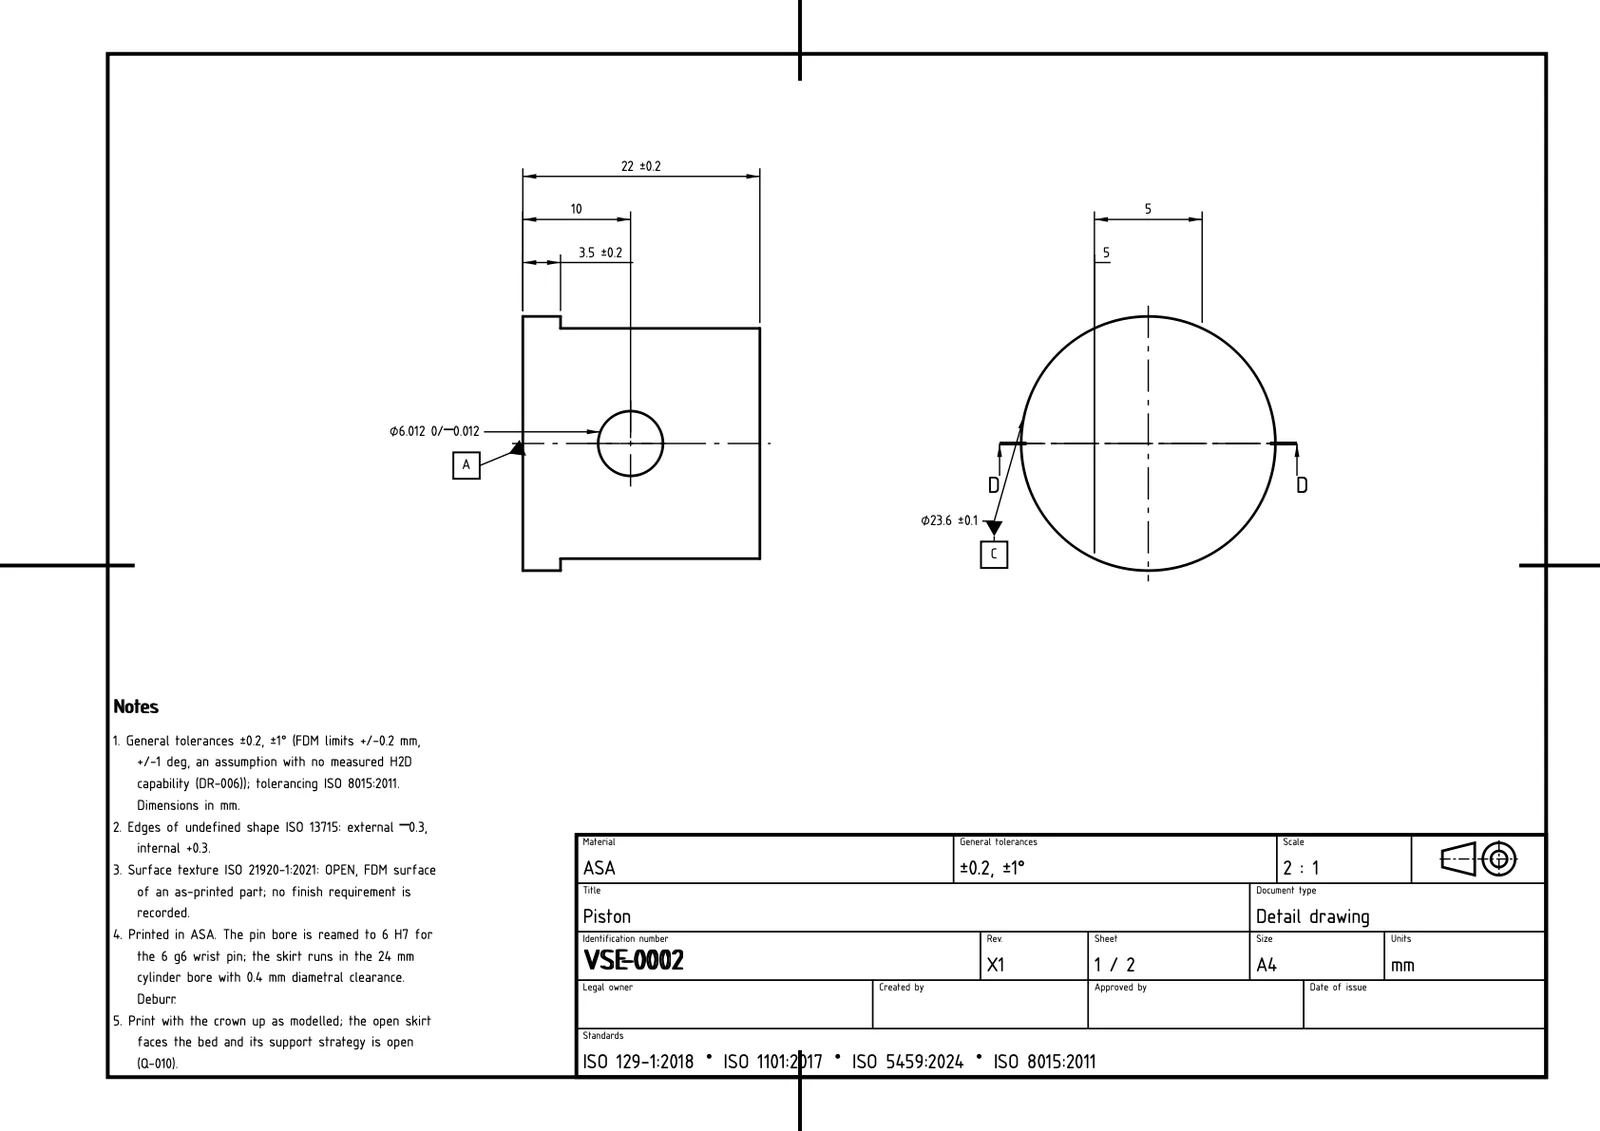 22 ±0.2
10
5
3.5 ±0.2
5
⌀6.012 0/−0.012
A
D
D
⌀23.6 ±0.1
C
Notes
1. General tolerances ±0.2, ±1° (FDM limits +/-0.2 mm,
+/-1 deg, an assumption with no measured H2D
capability (DR-006)); tolerancing ISO 8015:2011.
Dimensions in mm.
2. Edges of undefined shape ISO 13715: external −0.3,
internal +0.3.
3. Surface texture ISO 21920-1:2021: OPEN, FDM surface
of an as-printed part; no finish requirement is
recorded.
4. Printed in ASA. The pin bore is reamed to 6 H7 for
the 6 g6 wrist pin; the skirt runs in the 24 mm
cylinder bore with 0.4 mm diametral clearance.
Deburr.
5. Print with the crown up as modelled; the open skirt
faces the bed and its support strategy is open
(Q-010).
Material
General tolerances
Scale
ASA
±0.2, ±1°
2 : 1
Title
Document type
Piston
Detail drawing
Identification number
Rev.
Sheet
Size
Units
VSE-0002
X1
1 / 2
A4
mm
Legal owner
Created by
Approved by
Date of issue
Standards
ISO 129-1:2018 • ISO 1101:2017 • ISO 5459:2024 • ISO 8015:2011